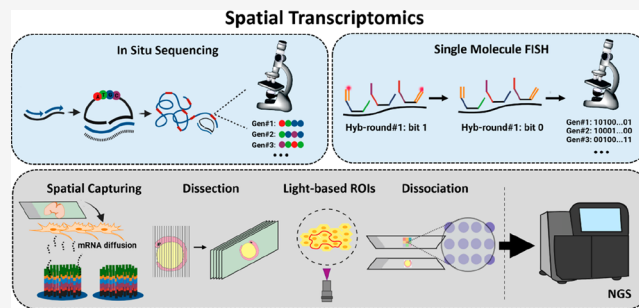 Spatial Transcriptomics
In Situ Sequencing
A T G C
Gen#1:
Gen#2:
Gen#3:
•••
Single Molecule FISH
Hyb-round#1: bit 1
Hyb-round#1: bit 0
Gen#1: 10100...01
Gen#2: 10001...00
Gen#3: 00100...11
•••
Spatial Capturing
mRNA diffusion
Dissection
Light-based ROIs
Dissociation
NGS